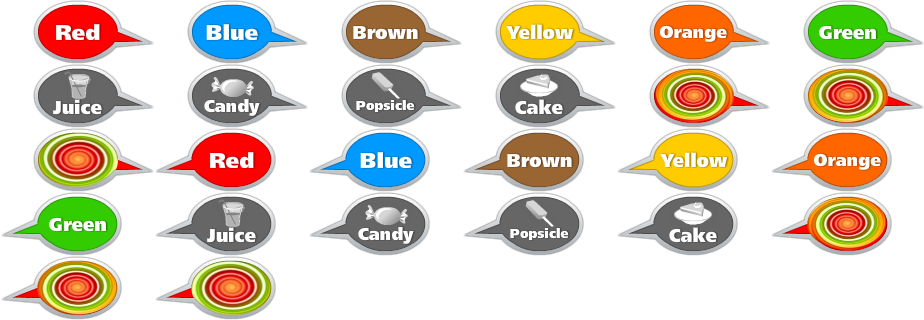 Red Blue Brown Yellow Orange Green
Juice Candy Popsicle Cake
Red Blue Brown Yellow Orange
Green Juice Candy Popsicle Cake